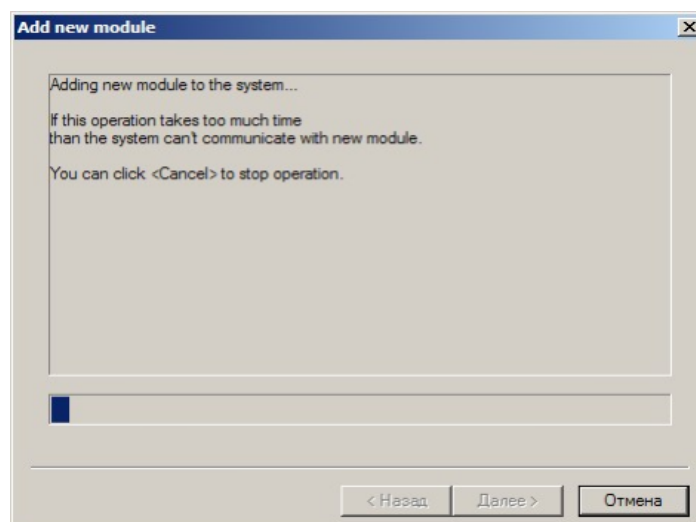 Add new module
Adding new module to the system...
If this operation takes too much time
than the system can't communicate with new module.
You can click <Cancel> to stop operation.
< Назад
Далее >
Отмена